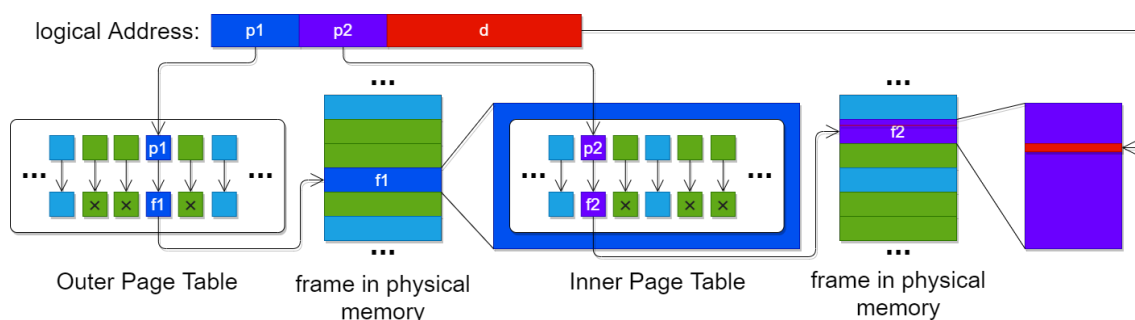 logical Address: p1 p2 d
... ...
p1 p2 f2
... ... f1 ... ...
f1 f2
× × × × × ×
... ...
Outer Page Table frame in physical memory Inner Page Table frame in physical memory